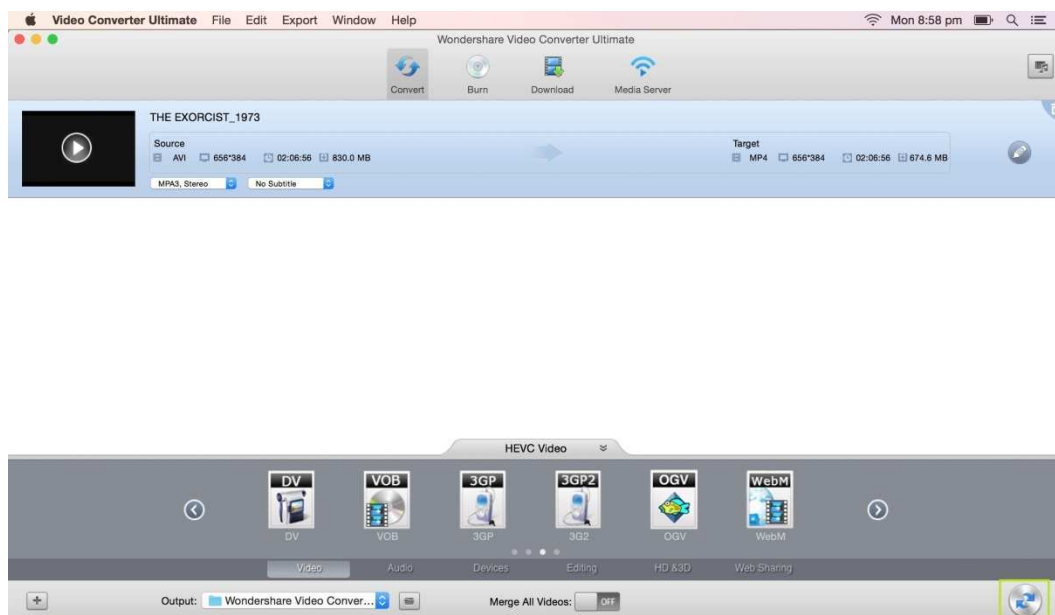 Video Converter Ultimate File Edit Export Window Help Mon 8:58 pm
Wondershare Video Converter Ultimate
Convert Burn Download Media Server
THE EXORCIST_1973
Source Target
AVI 656*384 02:06:56 830.0 MB MP4 656*384 02:06:56 674.6 MB
MPA3, Stereo No Subtitle
HEVC Video
DV VOB 3GP 3GP2 OGV WebM
DV VOB 3GP 3G2 OGV WebM
Video Audio Devices Editing HD &3D Web Sharing
Output: Wondershare Video Conver... Merge All Videos: OFF